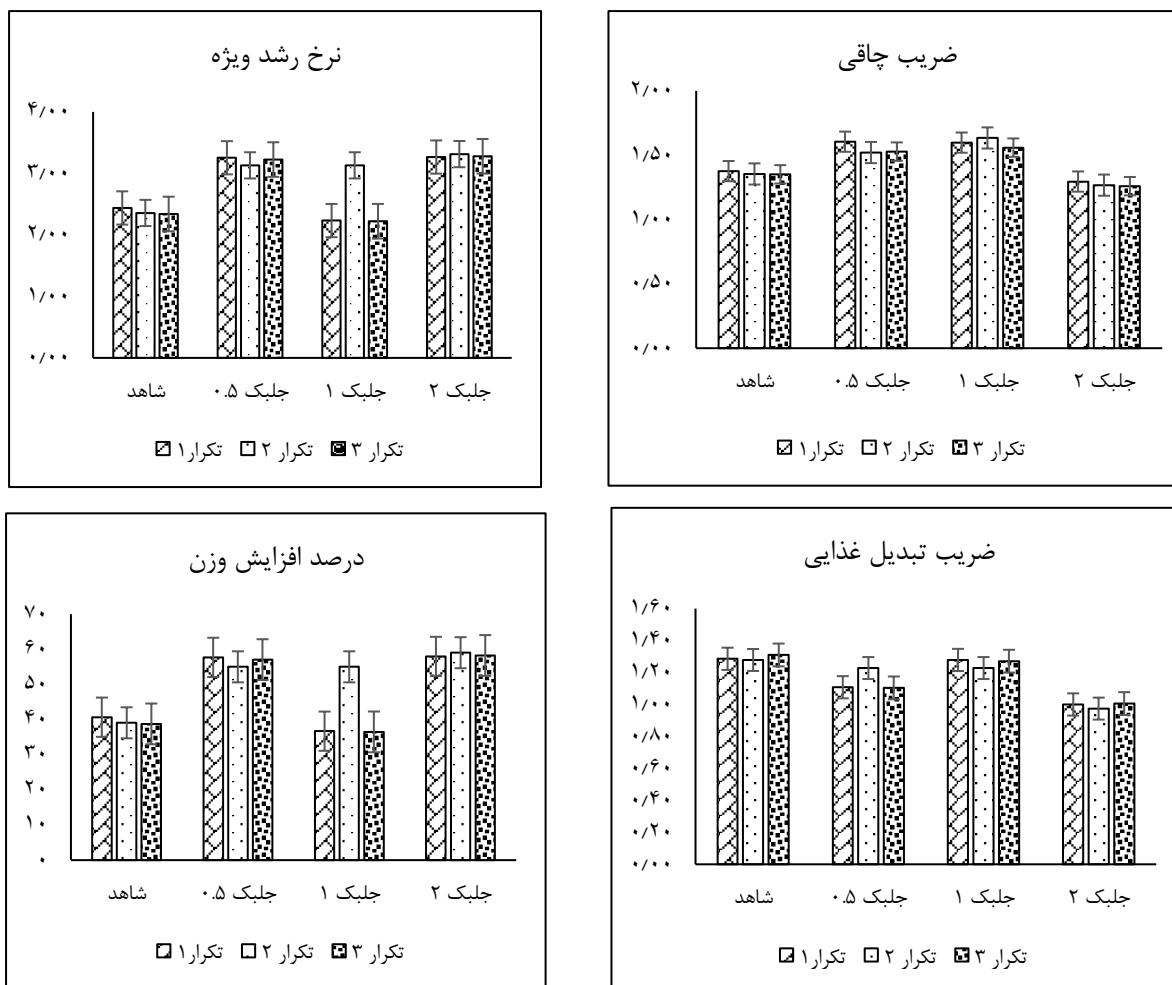 نرخ رشد ویژه
۴٫۰۰
۳٫۰۰
۲٫۰۰
۱٫۰۰
۰٫۰۰
شاهد
جلبک ۰.۵
جلبک ۱
جلبک ۲
تکرار۱
تکرار ۲
تکرار ۳
ضریب چاقی
۲٫۰۰
۱٫۵۰
۱٫۰۰
۰٫۵۰
۰٫۰۰
شاهد
جلبک ۰.۵
جلبک ۱
جلبک ۲
تکرار۱
تکرار ۲
تکرار ۳
درصد افزایش وزن
۷۰
۶۰
۵۰
۴۰
۳۰
۲۰
۱۰
۰
شاهد
جلبک ۰.۵
جلبک ۱
جلبک ۲
تکرار۱
تکرار ۲
تکرار ۳
ضریب تبدیل غذایی
۱٫۶۰
۱٫۴۰
۱٫۲۰
۱٫۰۰
۰٫۸۰
۰٫۶۰
۰٫۴۰
۰٫۲۰
۰٫۰۰
شاهد
جلبک ۰.۵
جلبک ۱
جلبک ۲
تکرار۱
تکرار ۲
تکرار ۳